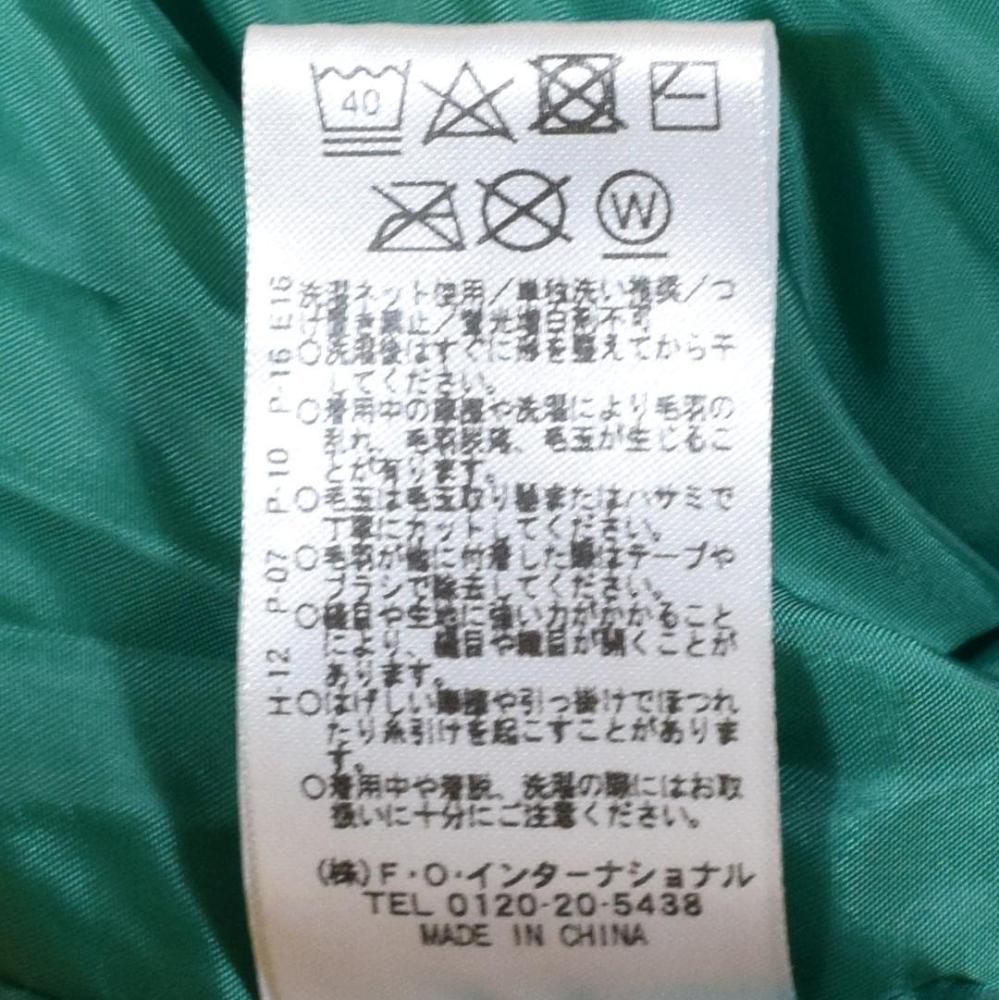 40
W
洗濯ネット使用/単独洗い推奨/つ
け置き禁止/蛍光増白剤不可
○洗濯後はすぐに形を整えてから干
してください。
○着用中の摩擦や洗濯により毛羽の
乱れ、毛羽脱落、毛玉が生じるこ
とが有ります。
○毛玉は毛玉取り器またはハサミで
丁寧にカットしてください。
○毛羽が他に付着した際はテープや
ブラシで除去してください。
○縫目や生地に強い力がかかること
により、縫目や織目が開くことが
あります。
○はげしい摩擦や引っ掛けでほつれ
たり糸引けを起こすことがありま
す。
○着用中や着脱、洗濯の際にはお取
扱いに十分にご注意ください。
(株)F・O・インターナショナル
TEL 0120-20-5438
MADE IN CHINA
H-12 P-07 P-10 P-16 E16